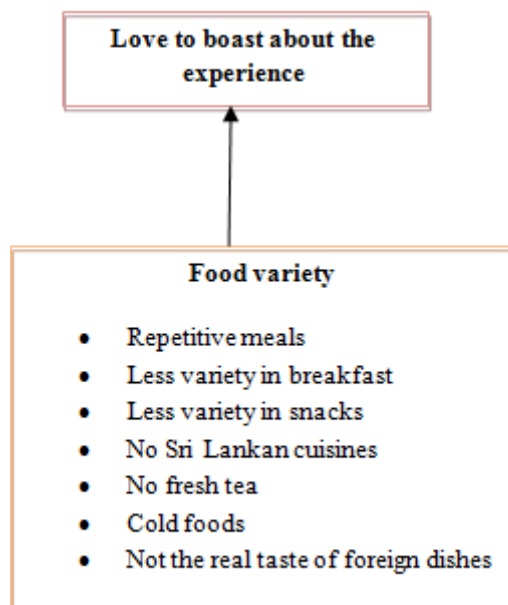 Love to boast about the
experience
Food variety
• Repetitive meals
• Less variety in breakfast
• Less variety in snacks
• No Sri Lankan cuisines
• No fresh tea
• Cold foods
• Not the real taste of foreign dishes